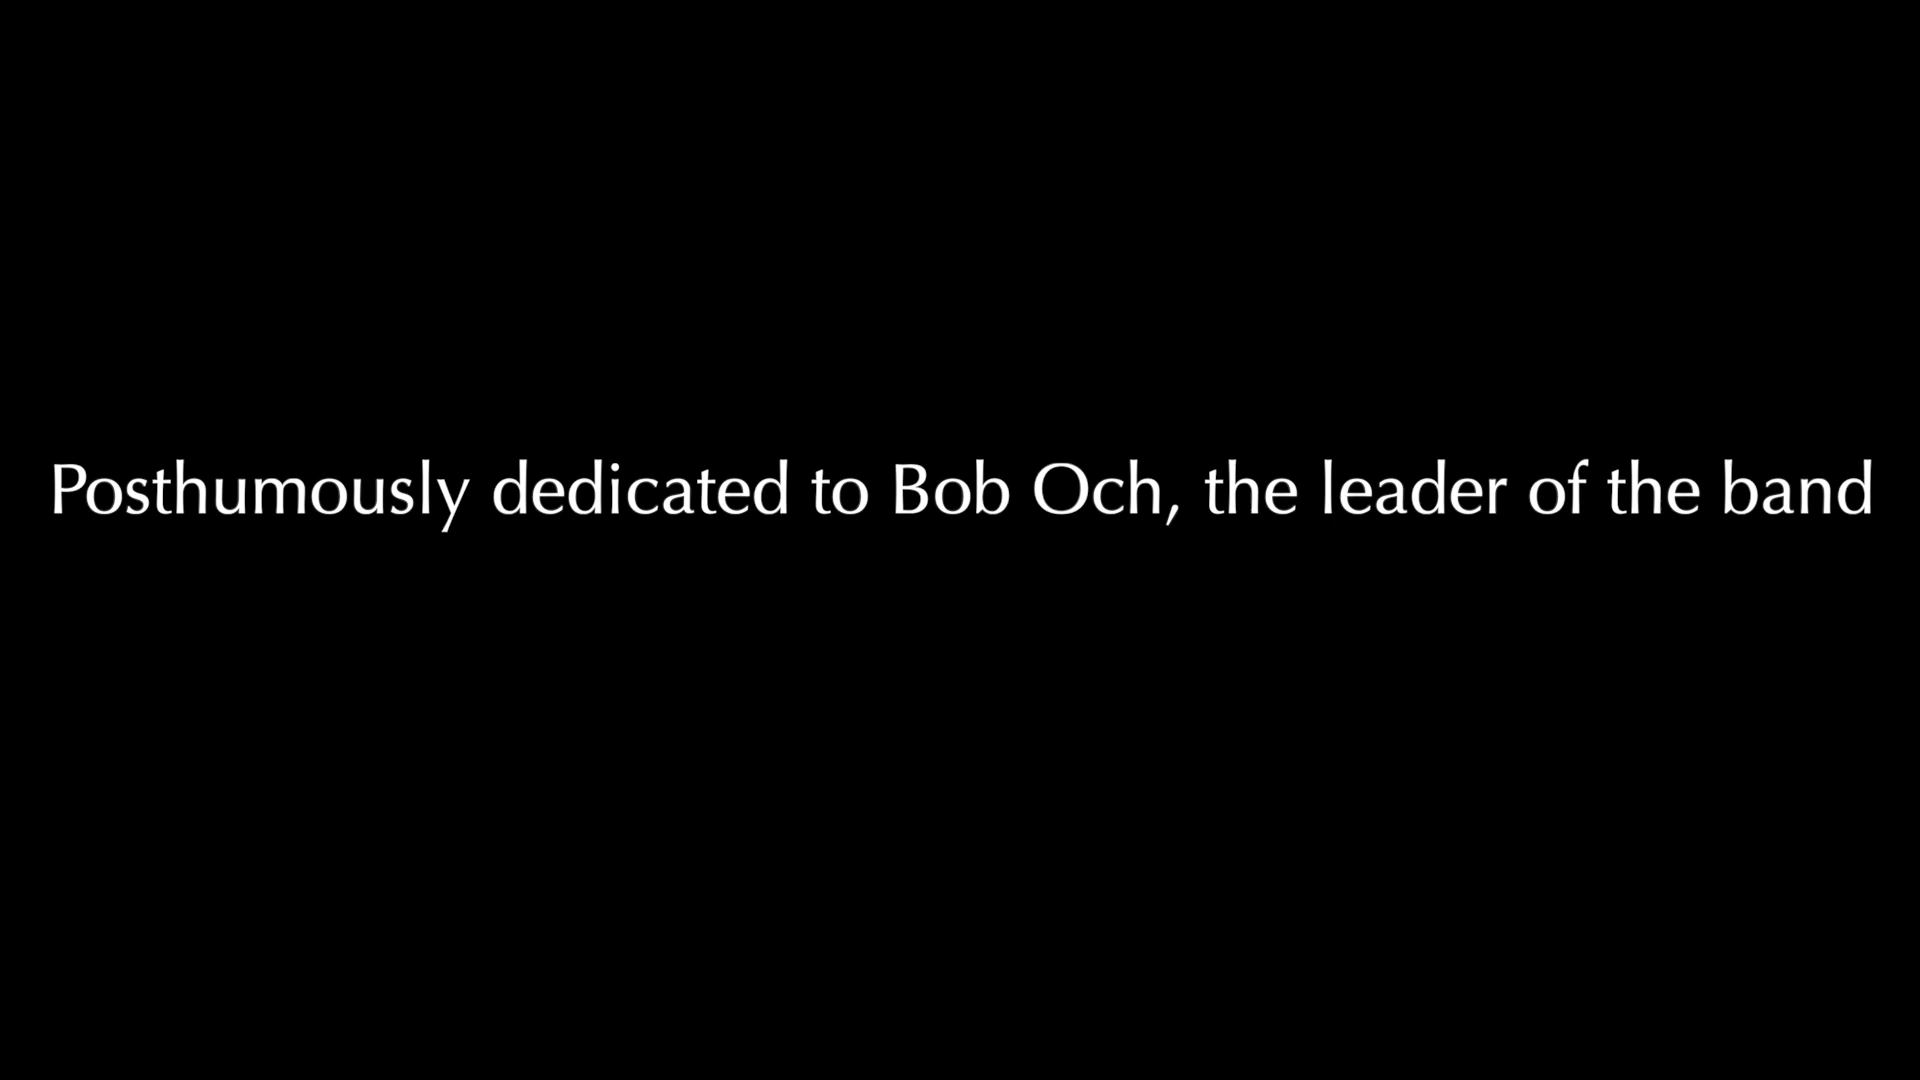 Posthumously dedicated to Bob Och, the leader of the band